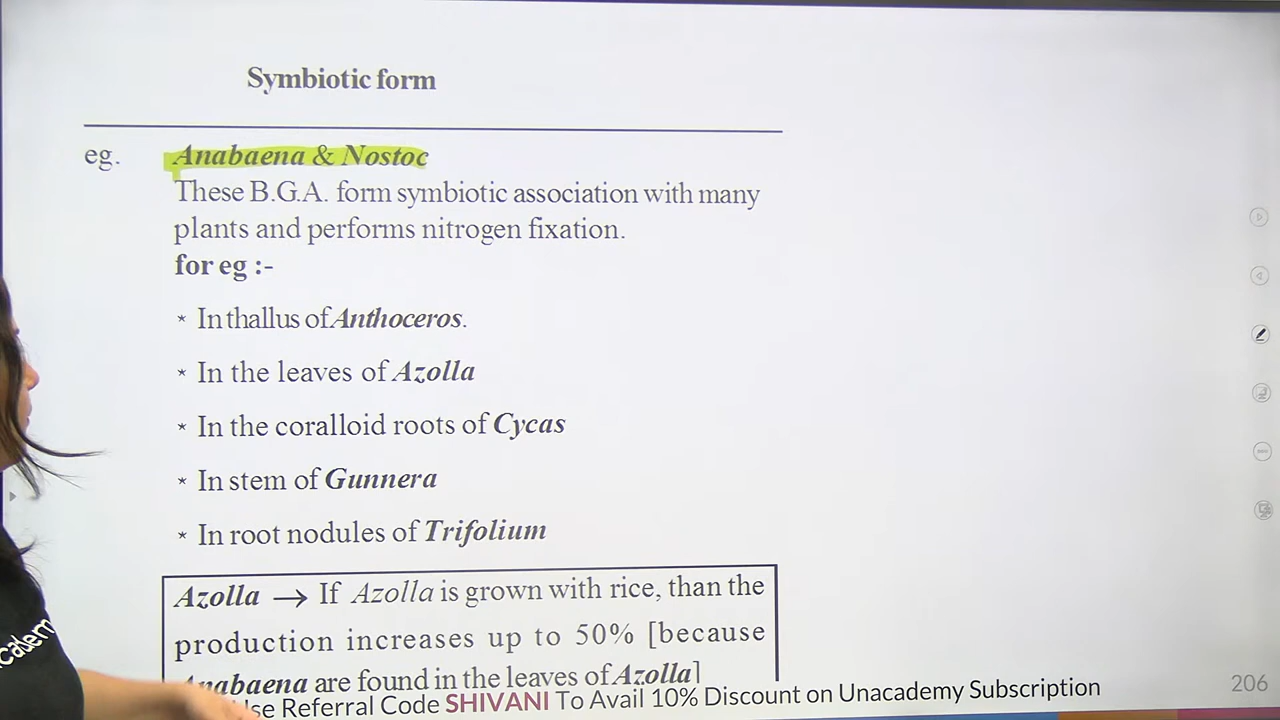 Symbiotic form
eg. Anabaena & Nostoc
These B.G.A. form symbiotic association with many
plants and performs nitrogen fixation.
for eg :-
* In thallus of Anthoceros.
* In the leaves of Azolla
* In the coralloid roots of Cycas
* In stem of Gunnera
* In root nodules of Trifolium
Azolla → If Azolla is grown with rice, than the
production increases up to 50% [because
Anabaena are found in the leaves of Azolla]
Use Referral Code SHIVANI To Avail 10% Discount on Unacademy Subscription
206